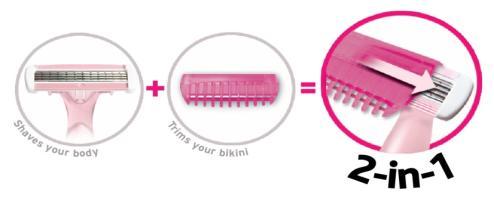 Shaves your body
+
Trims your bikini
=
2-in-1